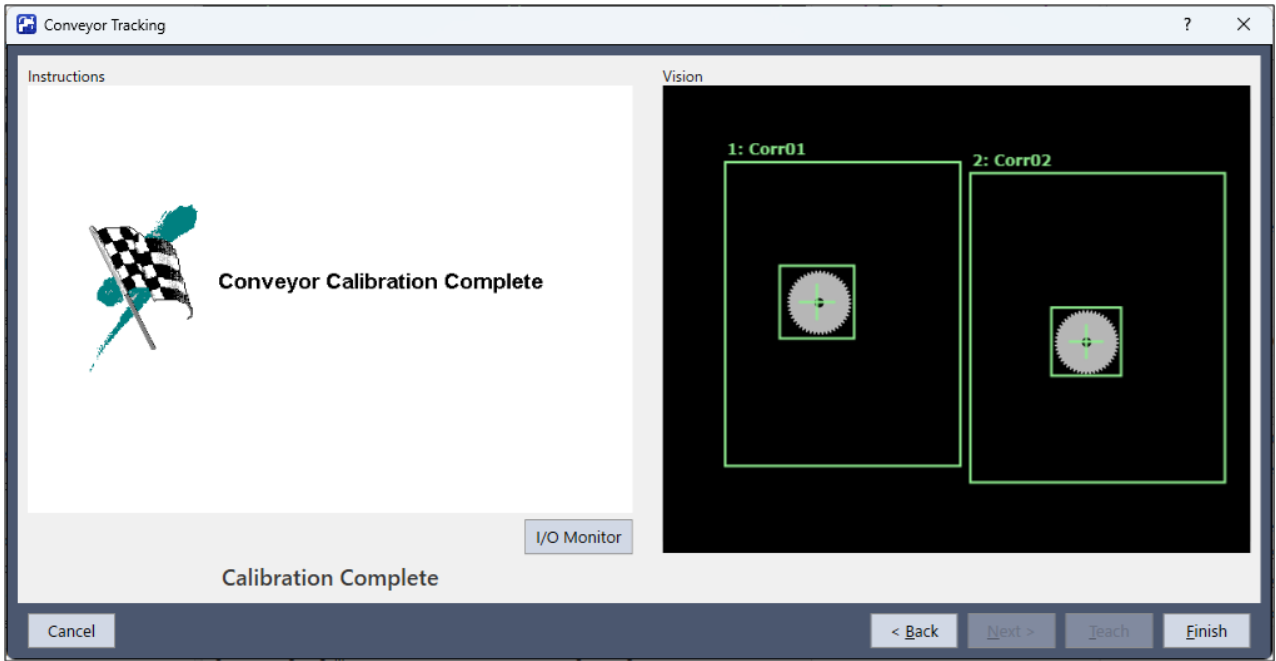 Conveyor Tracking
?
Instructions
Vision
Conveyor Calibration Complete
1: Corr01
2: Corr02
I/O Monitor
Calibration Complete
Cancel
< Back
Next >
Teach
Finish